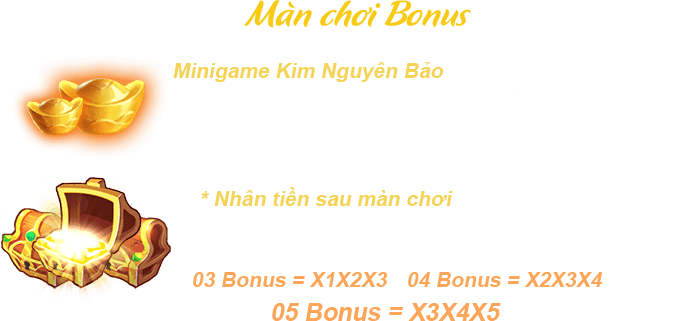 Màn chơi Bonus
Minigame Kim Nguyên Bảo
* Nhân tiền sau màn chơi
03 Bonus = X1X2X3 04 Bonus = X2X3X4
05 Bonus = X3X4X5